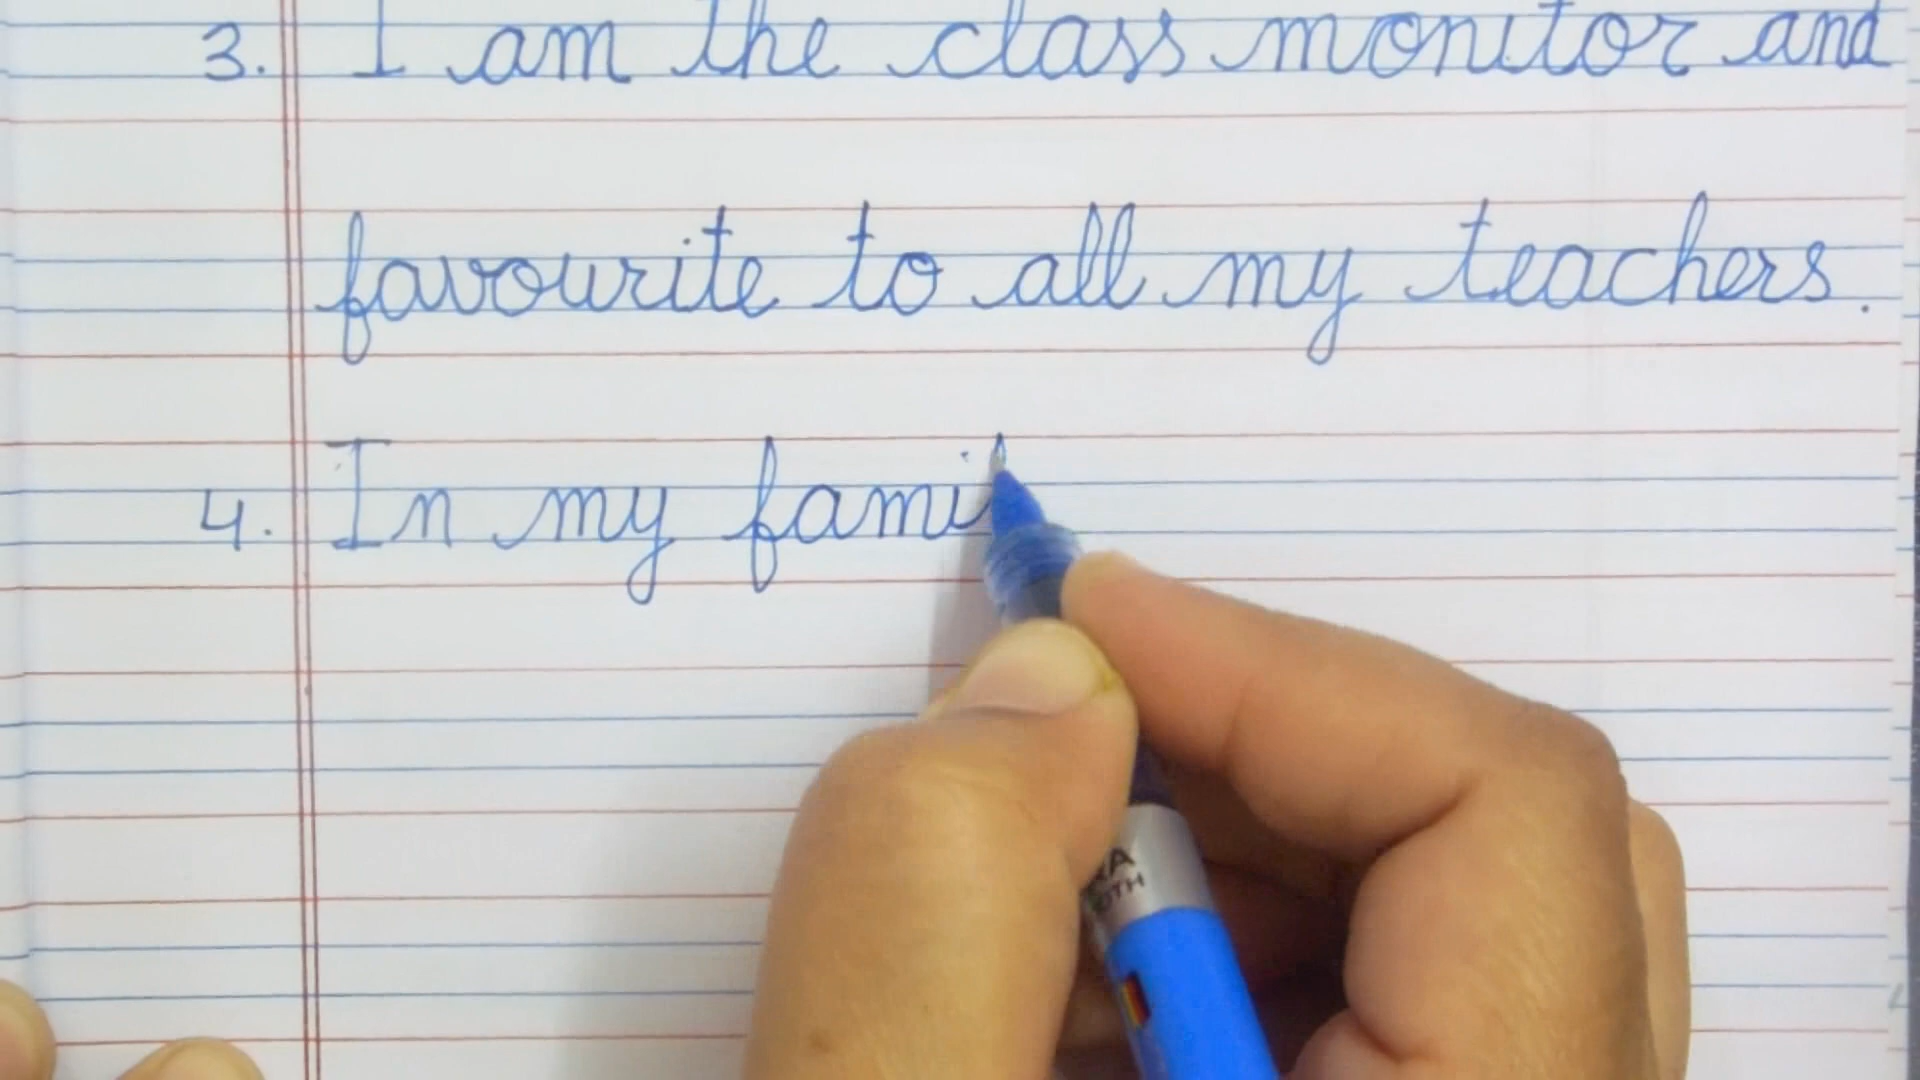 3. I am the class monitor and
favourite to all my teachers.
4. In my fami